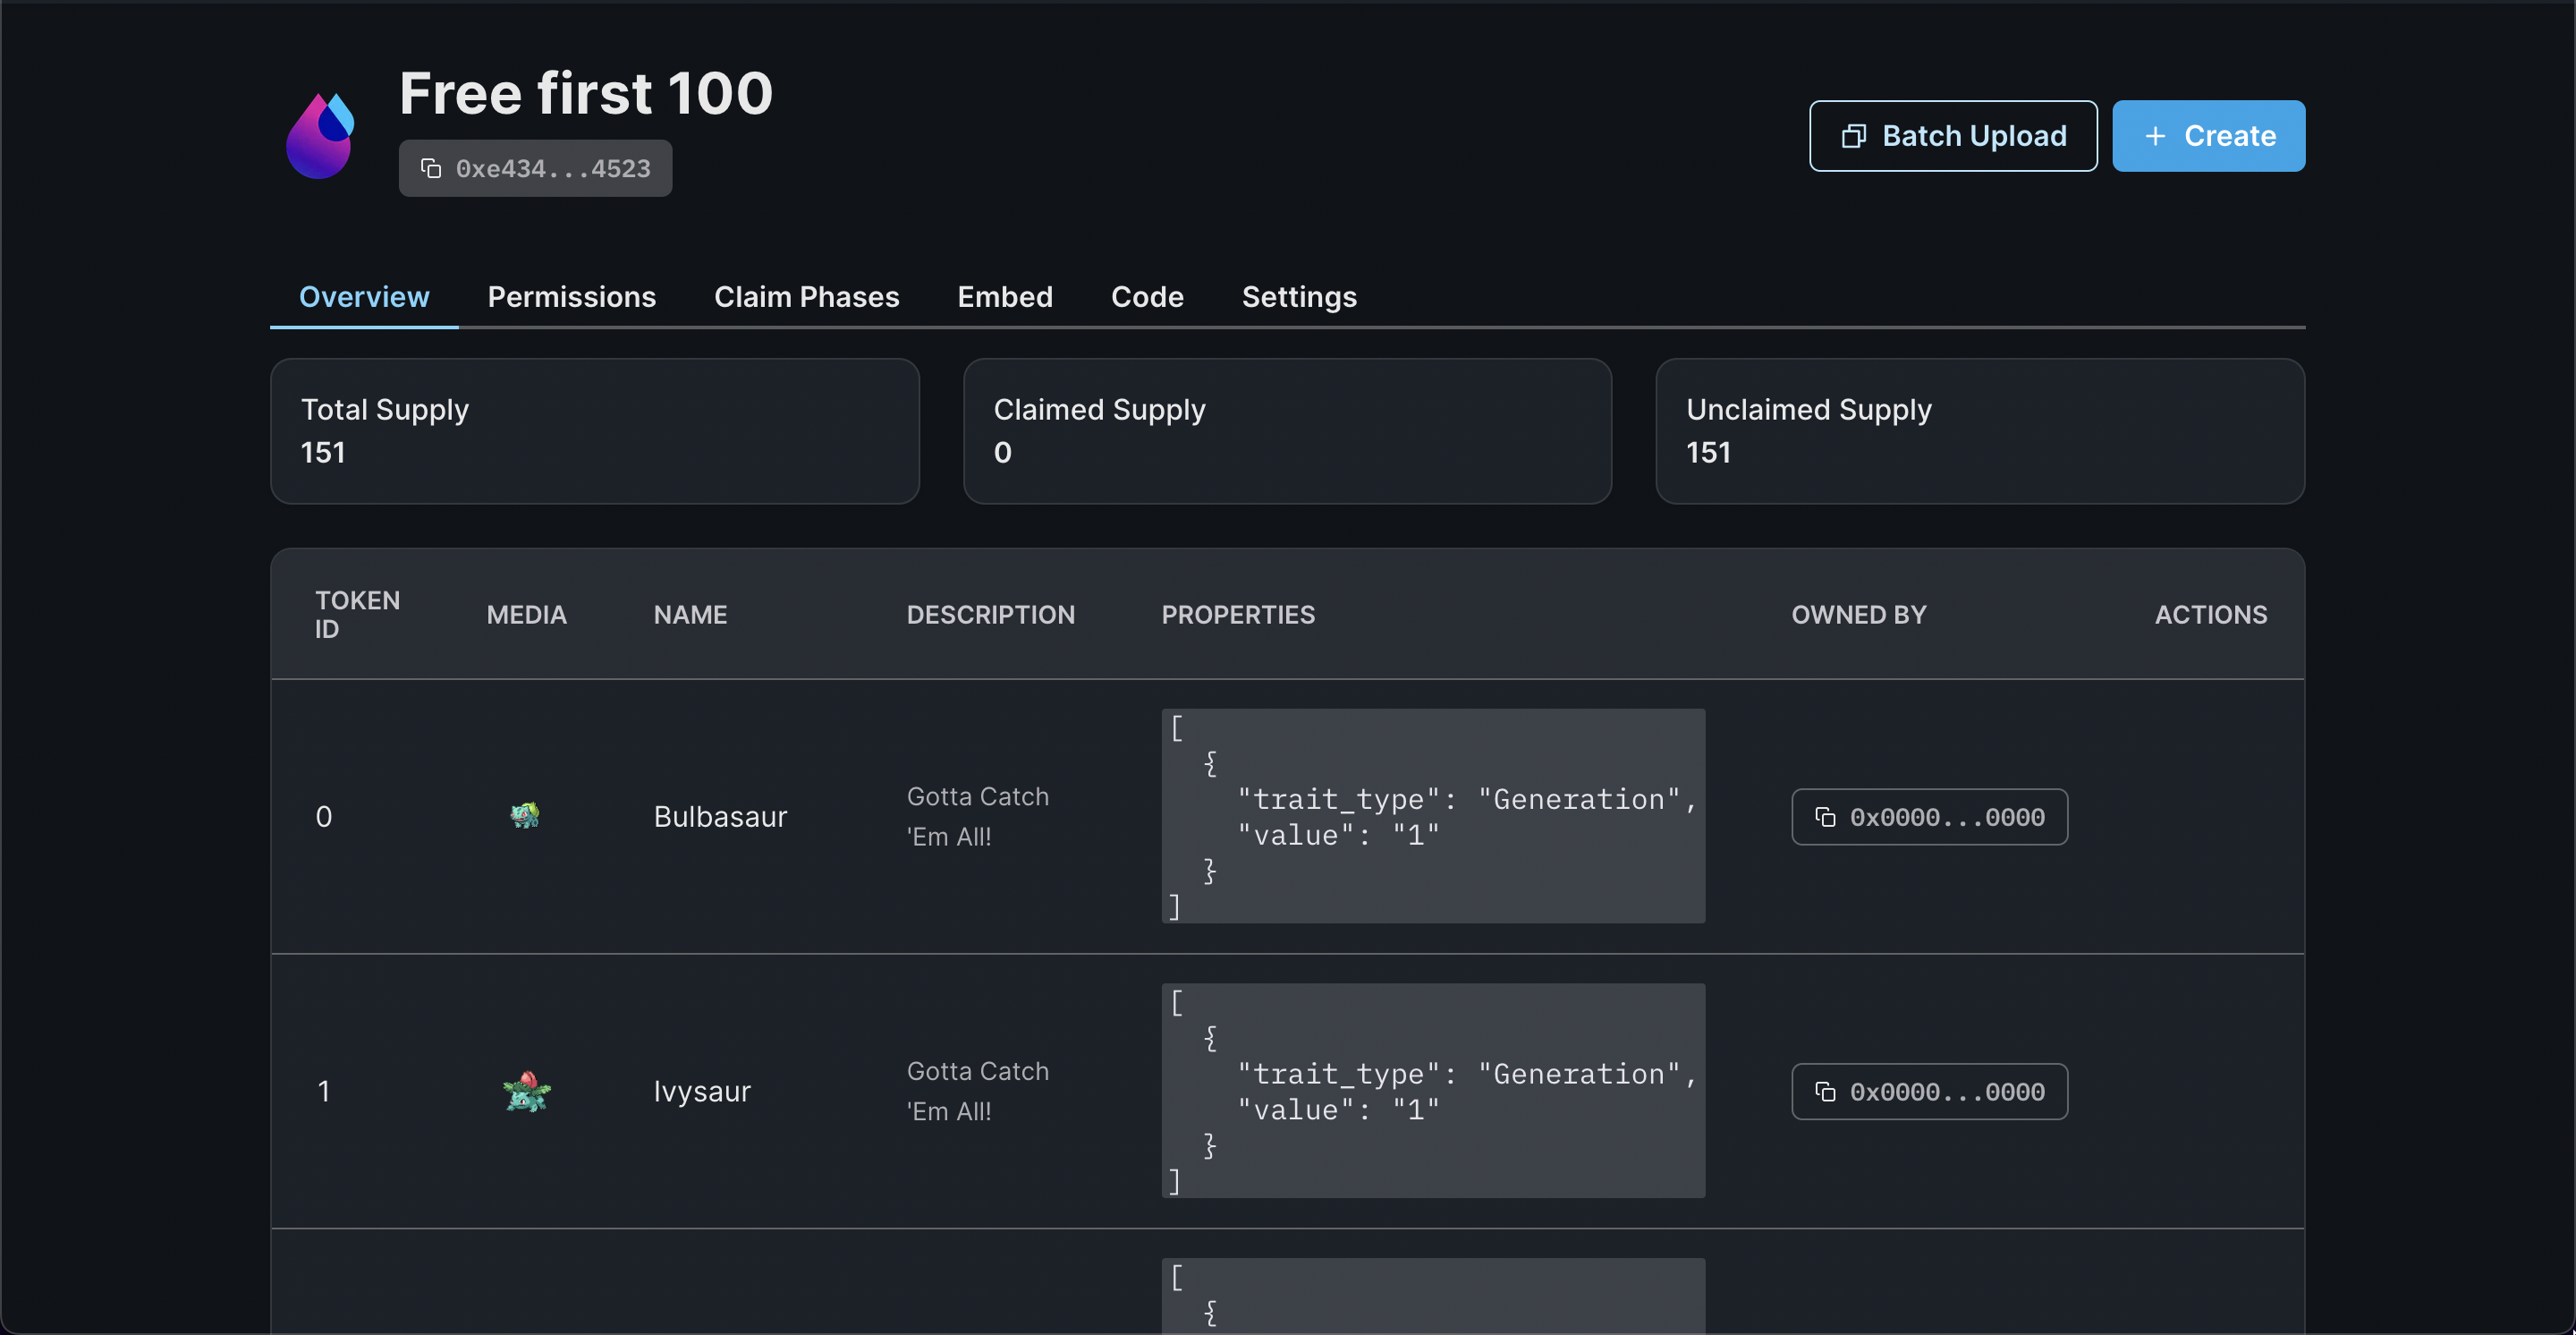 Free first 100
0xe434...4523
Batch Upload
+ Create
Overview Permissions Claim Phases Embed Code Settings
Total Supply
151
Claimed Supply
0
Unclaimed Supply
151
TOKEN ID MEDIA NAME DESCRIPTION PROPERTIES OWNED BY ACTIONS
0
Bulbasaur
Gotta Catch
'Em All!
[
{
"trait_type": "Generation",
"value": "1"
}
]
0x0000...0000
1
Ivysaur
Gotta Catch
'Em All!
[
{
"trait_type": "Generation",
"value": "1"
}
]
0x0000...0000
[
{